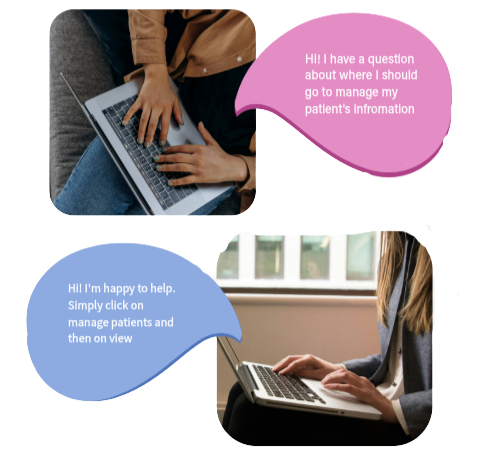 Hi! I have a question
about where I should
go to manage my
patient's infromation
Hi! I'm happy to help.
Simply click on
manage patients and
then on view